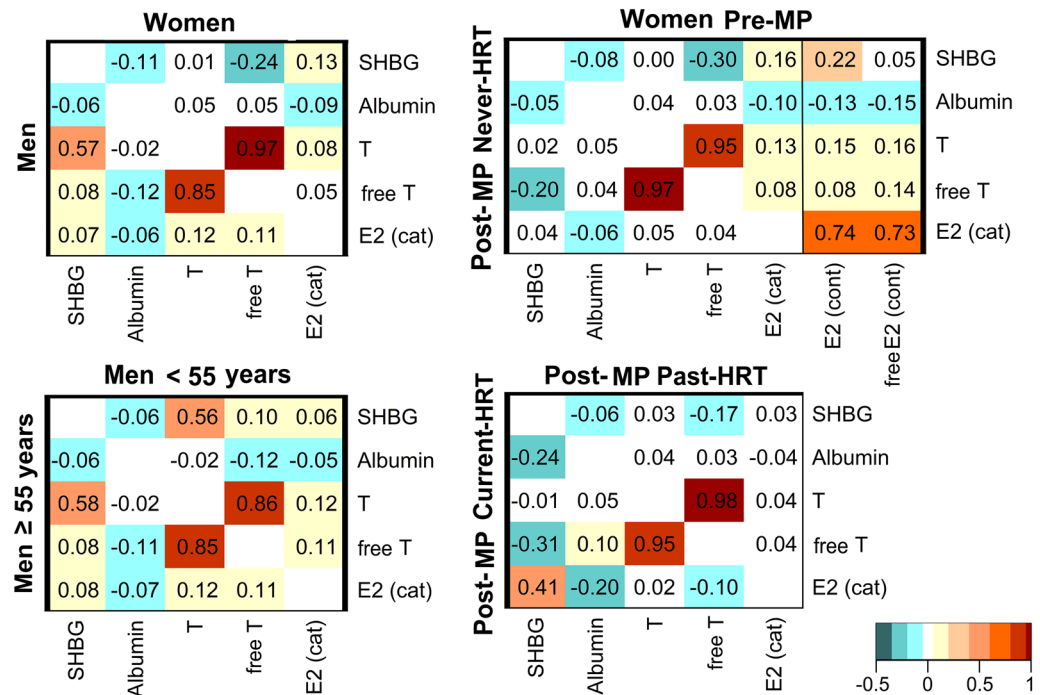 Women
Men
-0.11 0.01 -0.24 0.13 SHBG
-0.06 0.05 0.05 -0.09 Albumin
0.57 -0.02 0.97 0.08 T
0.08 -0.12 0.85 0.05 free T
0.07 -0.06 0.12 0.11 E2 (cat)
SHBG Albumin T free T E2 (cat)
Women Pre-MP
Post-MP Never-HRT
-0.08 0.00 -0.30 0.16 0.22 0.05 SHBG
-0.05 0.04 0.03 -0.10 -0.13 -0.15 Albumin
0.02 0.05 0.95 0.13 0.15 0.16 T
-0.20 0.04 0.97 0.08 0.08 0.14 free T
0.04 -0.06 0.05 0.04 0.74 0.73 E2 (cat)
SHBG Albumin T free T E2 (cat) E2 (cont) freeE2 (cont)
Men < 55 years
Men ≥ 55 years
-0.06 0.56 0.10 0.06 SHBG
-0.06 -0.02 -0.12 -0.05 Albumin
0.58 -0.02 0.86 0.12 T
0.08 -0.11 0.85 0.11 free T
0.08 -0.07 0.12 0.11 E2 (cat)
SHBG Albumin T free T E2 (cat)
Post-MP Past-HRT
Post-MP Current-HRT
-0.06 0.03 -0.17 0.03 SHBG
-0.24 0.04 0.03 -0.04 Albumin
-0.01 0.05 0.98 0.04 T
-0.31 0.10 0.95 0.04 free T
0.41 -0.20 0.02 -0.10 E2 (cat)
SHBG Albumin T free T E2 (cat)
-0.5 0 0.5 1